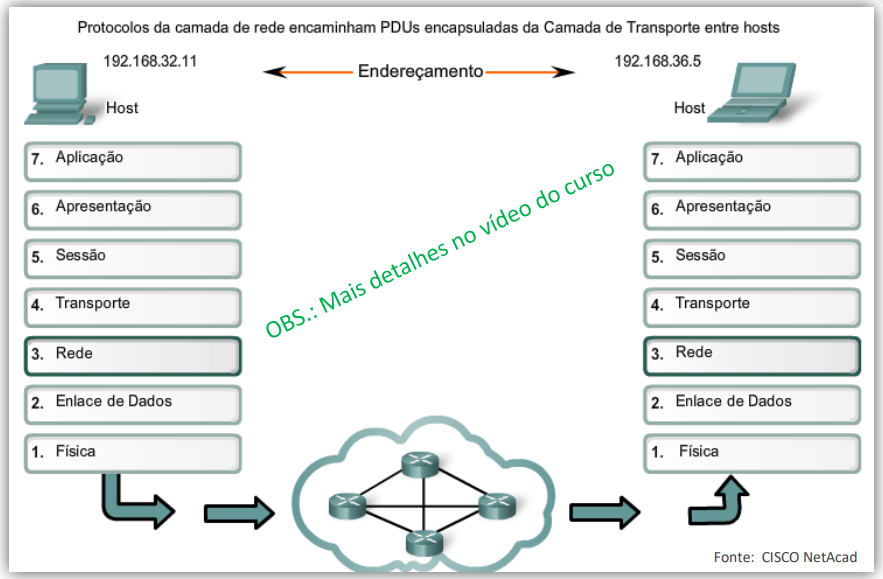 Protocolos da camada de rede encaminham PDUs encapsuladas da Camada de Transporte entre hosts
192.168.32.11
Endereçamento
192.168.36.5
Host
Host
7. Aplicação
6. Apresentação
5. Sessão
4. Transporte
3. Rede
2. Enlace de Dados
1. Física
OBS.: Mais detalhes no vídeo do curso
7. Aplicação
6. Apresentação
5. Sessão
4. Transporte
3. Rede
2. Enlace de Dados
1. Física
Fonte: CISCO NetAcad